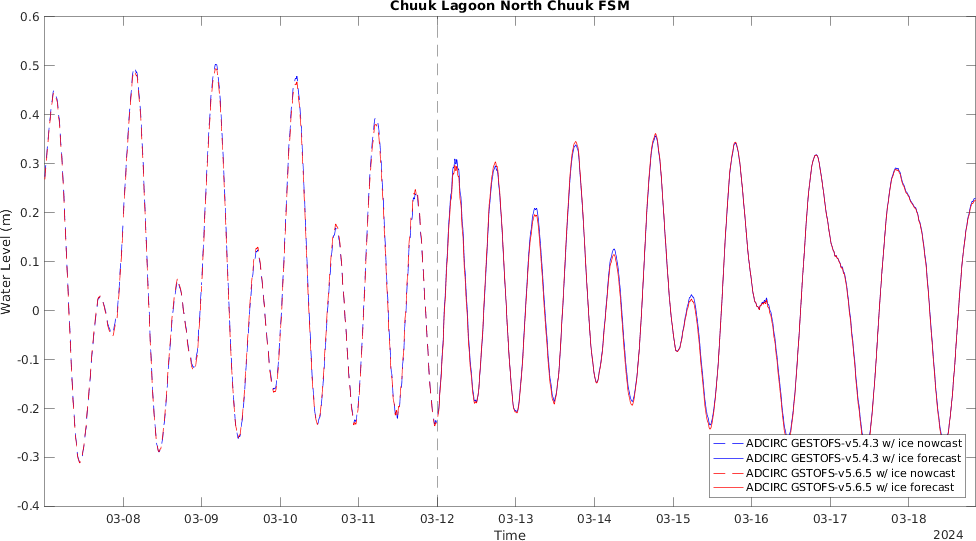 Chuuk Lagoon North Chuuk FSM
Water Level (m)
0.6
0.5
0.4
0.3
0.2
0.1
0
-0.1
-0.2
-0.3
-0.4
ADCIRC GESTOFS-v5.4.3 w/ ice nowcast
ADCIRC GESTOFS-v5.4.3 w/ ice forecast
ADCIRC GSTOFS-v5.6.5 w/ ice nowcast
ADCIRC GSTOFS-v5.6.5 w/ ice forecast
03-08 03-09 03-10 03-11 03-12 03-13 03-14 03-15 03-16 03-17 03-18
Time
2024